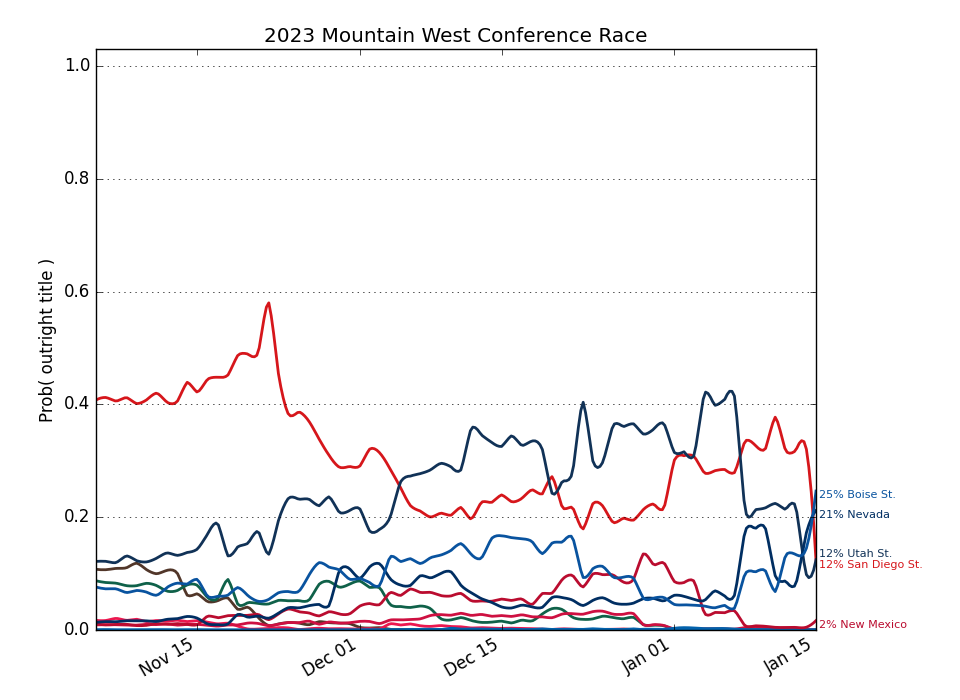 2023 Mountain West Conference Race
Prob( outright title )
1.0
0.8
0.6
0.4
0.2
0.0
Nov 15
Dec 01
Dec 15
Jan 01
Jan 15
25% Boise St.
21% Nevada
12% Utah St.
12% San Diego St.
2% New Mexico